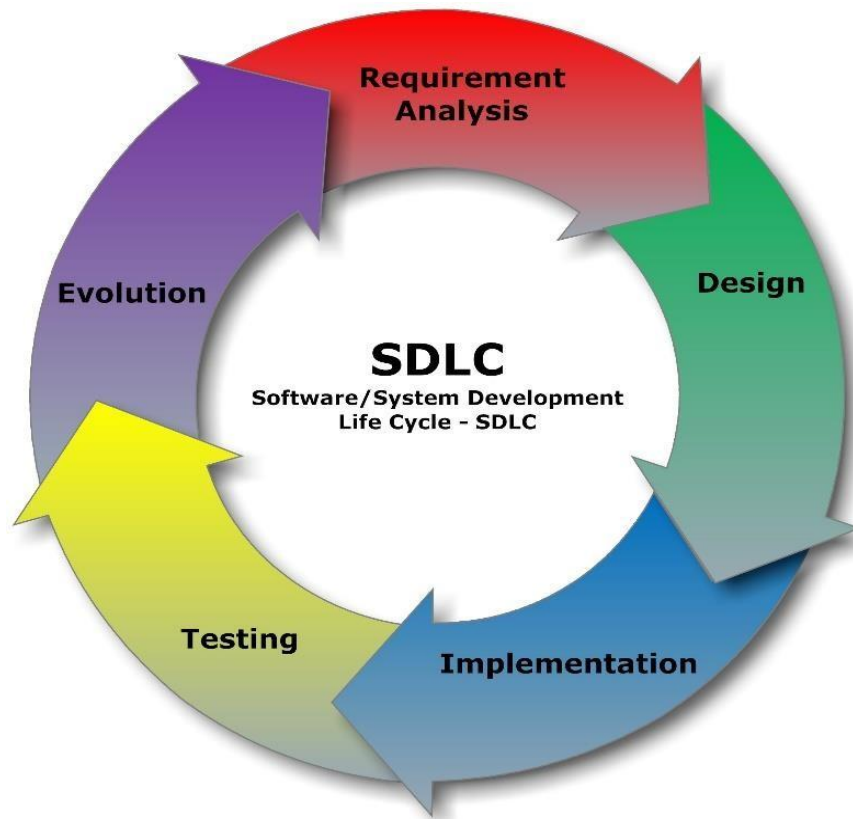 Requirement
Analysis
Design
Evolution
SDLC
Software/System Development
Life Cycle - SDLC
Testing
Implementation